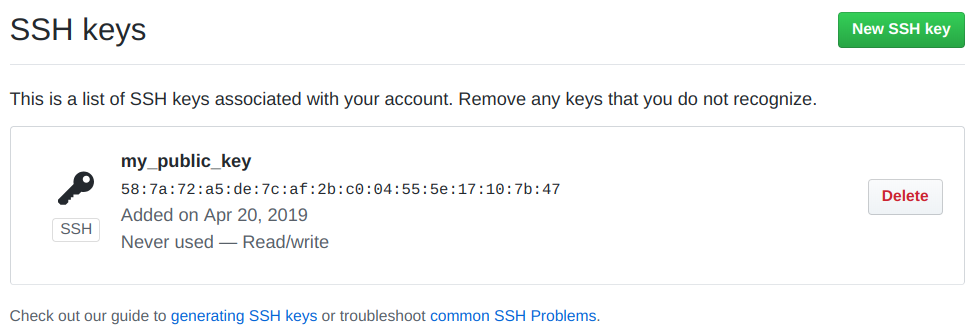 SSH keys
New SSH key
This is a list of SSH keys associated with your account. Remove any keys that you do not recognize.
my_public_key
58:7a:72:a5:de:7c:af:2b:c0:04:55:5e:17:10:7b:47
Added on Apr 20, 2019
Never used — Read/write
SSH
Delete
Check out our guide to generating SSH keys or troubleshoot common SSH Problems.